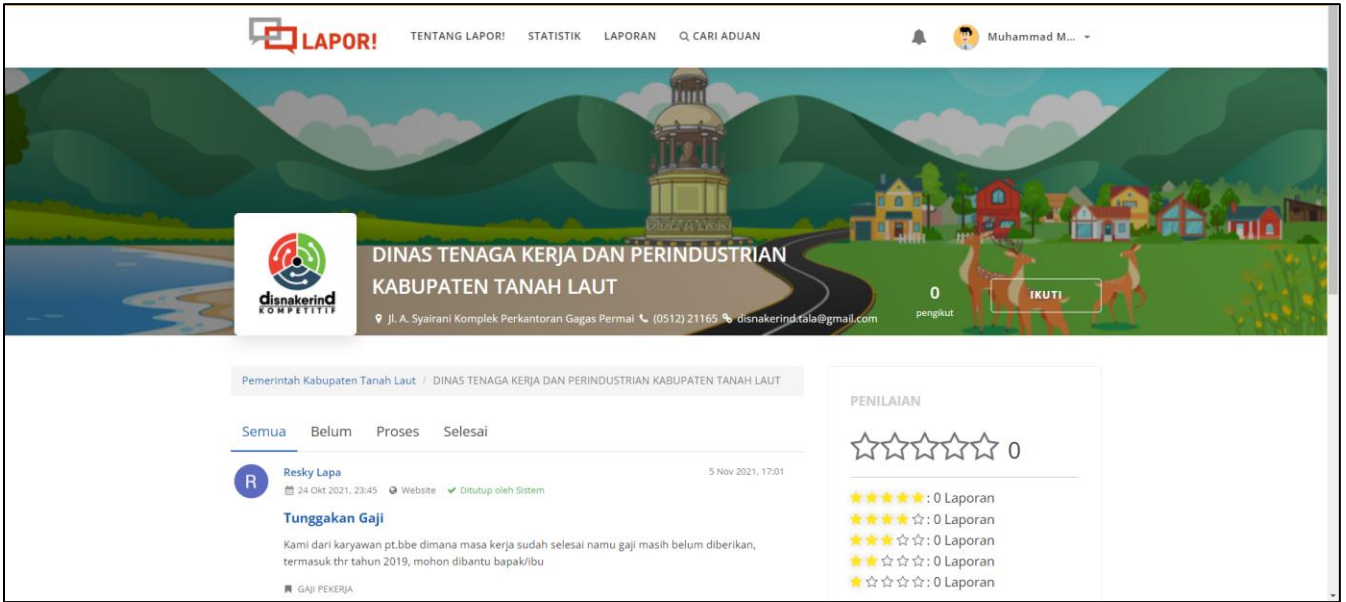 LAPOR!
TENTANG LAPOR! STATISTIK LAPORAN CARI ADUAN
Muhammad M...
disnakerind
KOMPETITIF
DINAS TENAGA KERJA DAN PERINDUSTRIAN
KABUPATEN TANAH LAUT
Jl. A. Syairani Komplek Perkantoran Gagas Permai (0512) 21165 disnakerind.tala@gmail.com
0
pengikut
IKUTI
Pemerintah Kabupaten Tanah Laut / DINAS TENAGA KERJA DAN PERINDUSTRIAN KABUPATEN TANAH LAUT
Semua Belum Proses Selesai
R
Resky Lapa
5 Nov 2021, 17:01
24 Okt 2021, 23:45 Website Ditutup oleh Sistem
Tunggakan Gaji
Kami dari karyawan pt.bbe dimana masa kerja sudah selesai namu gaji masih belum diberikan,
termasuk thr tahun 2019, mohon dibantu bapak/ibu
GAJI PEKERJA
PENILAIAN
0
: 0 Laporan
: 0 Laporan
: 0 Laporan
: 0 Laporan
: 0 Laporan